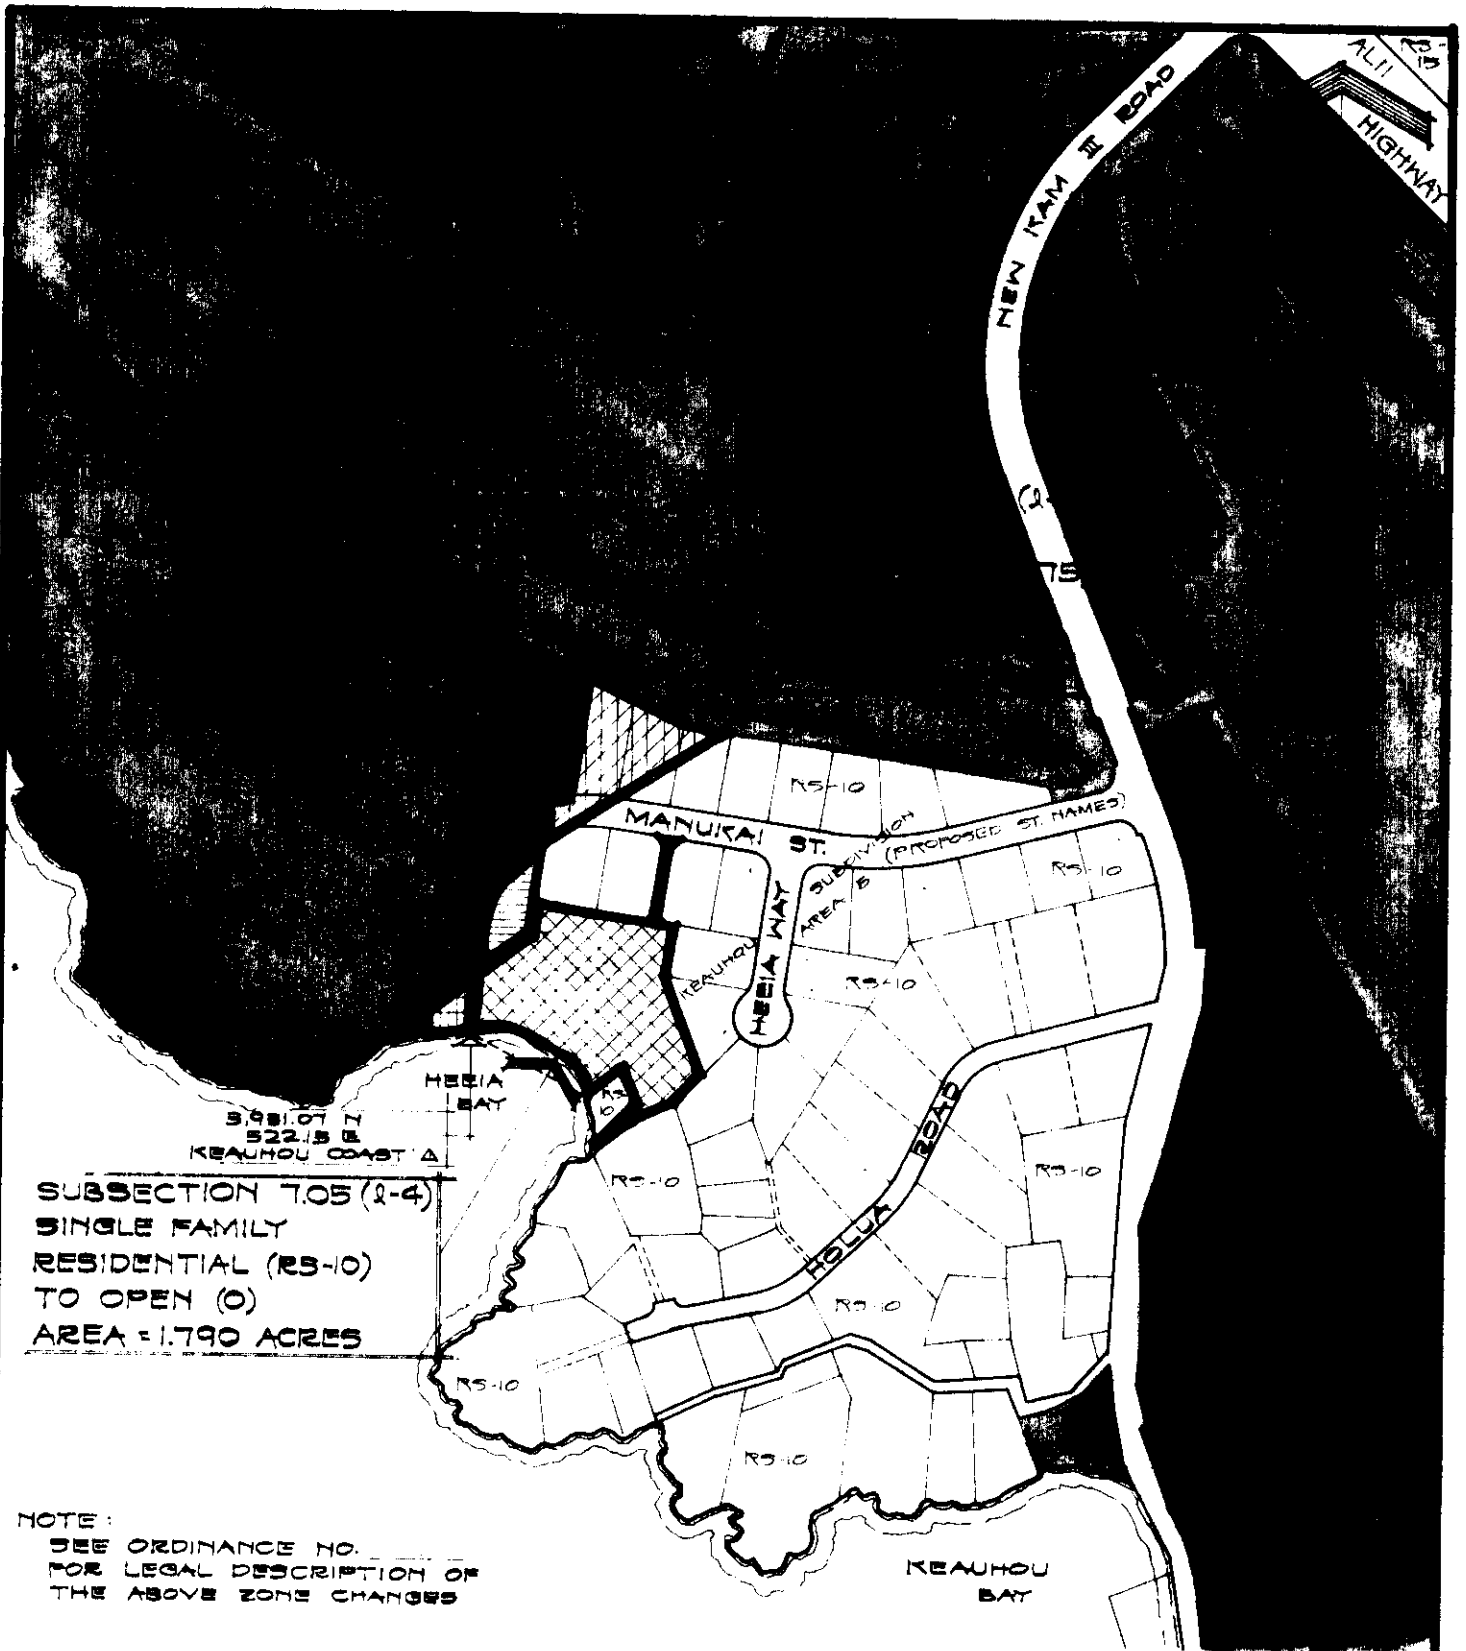 RS-
15
ALII
HIGHWAY
NEW KAM III ROAD
(l-
75
RS-10
MANUKAI ST.
(PROPOSED ST. NAMES)
KEAUHOU SUBDIVISION
AREA B
RS-10
HEEIA WAY
RS-10
HEEIA
BAY
RS
10
3,981.07 N
522.15 E
KEAUHOU COAST △
SUBSECTION 7.05 (l-4)
SINGLE FAMILY
RESIDENTIAL (RS-10)
TO OPEN (O)
AREA = 1.790 ACRES
RS-10
HOLUA ROAD
RS-10
RS-10
RS-10
RS-10
NOTE:
SEE ORDINANCE NO.
FOR LEGAL DESCRIPTION OF
THE ABOVE ZONE CHANGES
KEAUHOU
BAY